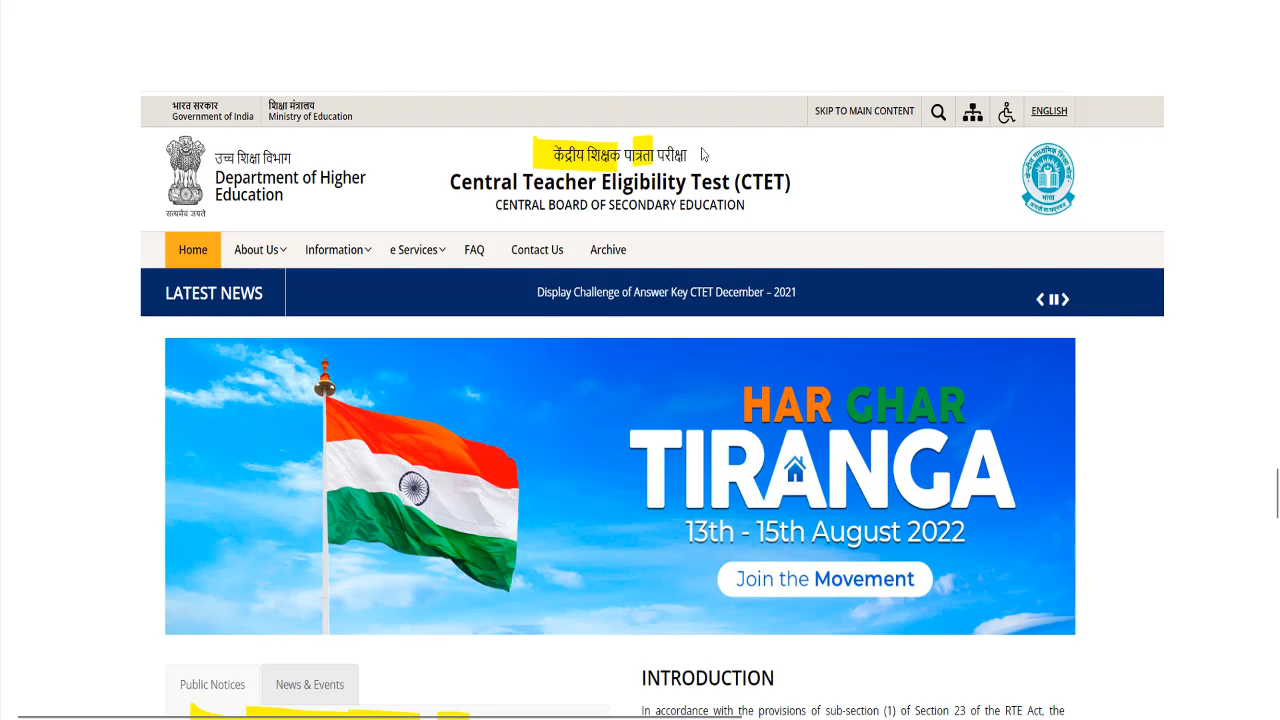 भारत सरकार
Government of India
शिक्षा मंत्रालय
Ministry of Education
SKIP TO MAIN CONTENT
ENGLISH
सत्यमेव जयते
उच्च शिक्षा विभाग
Department of Higher
Education
केंद्रीय शिक्षक पात्रता परीक्षा
Central Teacher Eligibility Test (CTET)
CENTRAL BOARD OF SECONDARY EDUCATION
Home About Us Information e Services FAQ Contact Us Archive
LATEST NEWS
Display Challenge of Answer Key CTET December – 2021
HAR GHAR
TIRANGA
13th - 15th August 2022
Join the Movement
Public Notices News & Events
INTRODUCTION
In accordance with the provisions of sub-section (1) of Section 23 of the RTE Act, the